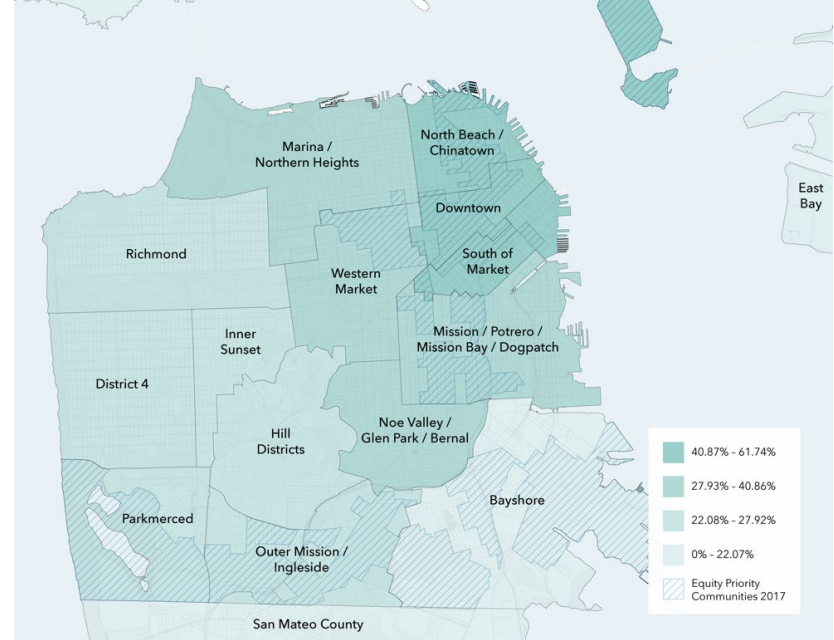 Marina /
Northern Heights
North Beach /
Chinatown
East
Bay
Downtown
Richmond
South of
Market
Western
Market
Inner
Sunset
Mission / Potrero /
Mission Bay / Dogpatch
District 4
Noe Valley /
Glen Park / Bernal
Hill
Districts
40.87% - 61.74%
27.93% - 40.86%
22.08% - 27.92%
0% - 22.07%
Equity Priority
Communities 2017
Bayshore
Parkmerced
Outer Mission /
Ingleside
San Mateo County